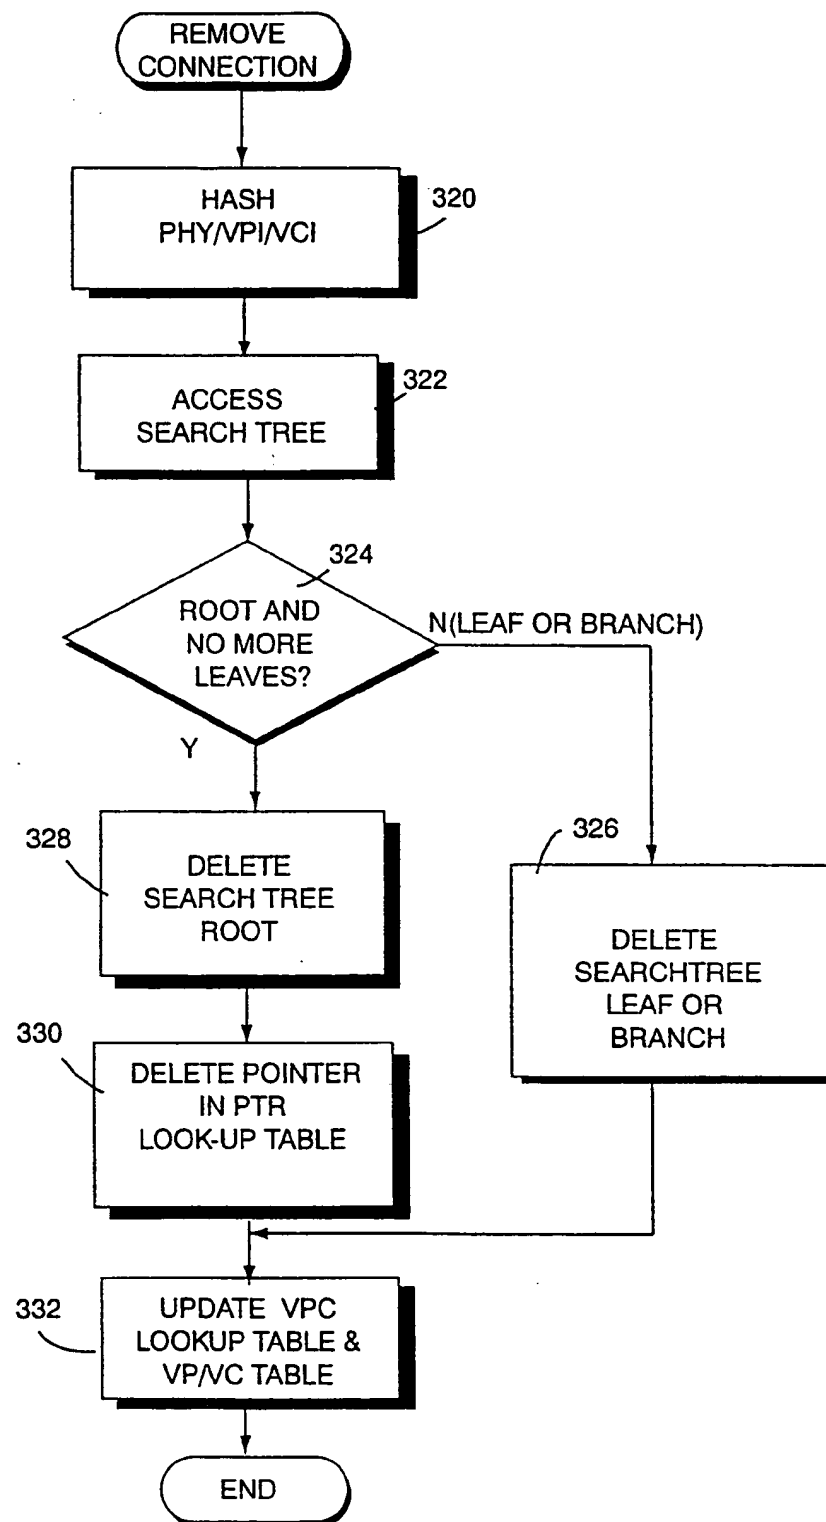 REMOVE
CONNECTION
HASH
PHY/VPI/VCI
320
ACCESS
SEARCH TREE
322
324
ROOT AND
NO MORE
LEAVES?
N(LEAF OR BRANCH)
Y
328
DELETE
SEARCH TREE
ROOT
326
DELETE
SEARCHTREE
LEAF OR
BRANCH
330
DELETE POINTER
IN PTR
LOOK-UP TABLE
332
UPDATE VPC
LOOKUP TABLE &
VP/VC TABLE
END